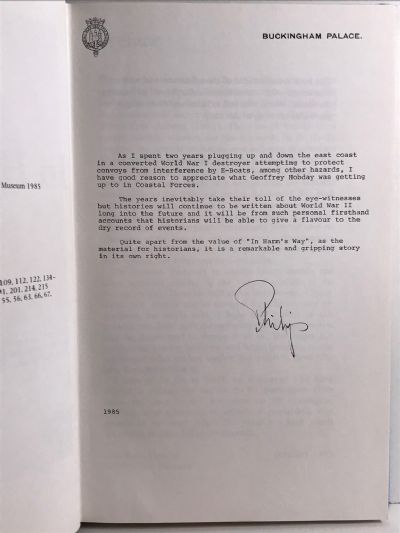 BUCKINGHAM PALACE.
Museum 1985
109, 112, 122, 134-
91, 201, 214, 215
55, 56, 63, 66, 67,
As I spent two years plugging up and down the east coast
in a converted World War I destroyer attempting to protect
convoys from interference by E-Boats, among other hazards, I
have good reason to appreciate what Geoffrey Hobday was getting
up to in Coastal Forces.
The years inevitably take their toll of the eye-witnesses
but histories will continue to be written about World War II
long into the future and it will be from such personal firsthand
accounts that historians will be able to give a flavour to the
dry record of events.
Quite apart from the value of "In Harm's Way", as the
material for historians, it is a remarkable and gripping story
in its own right.
Philip
1985